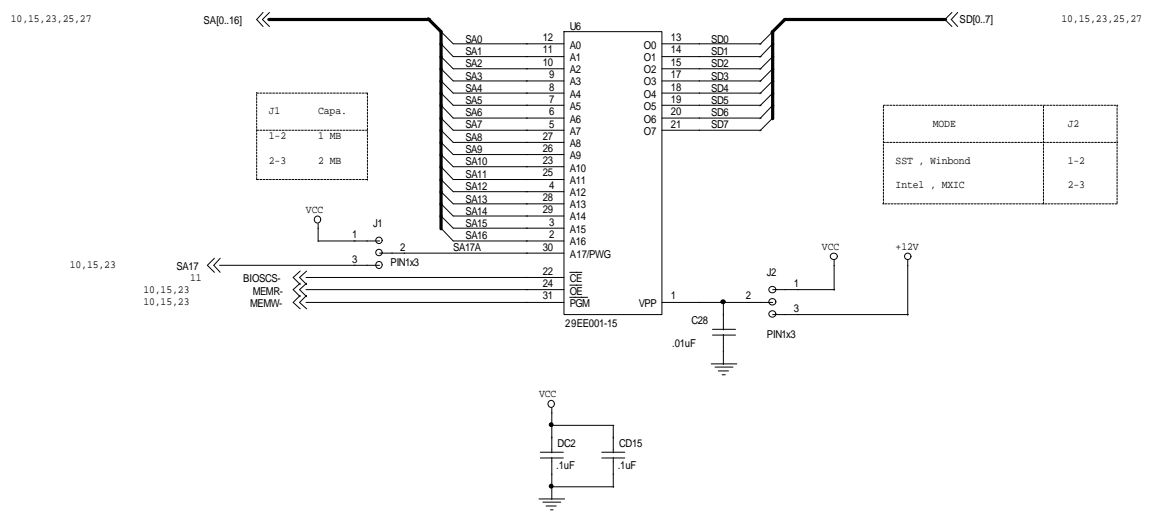 10,15,23,25,27 SA[0..16] SD[0..7] 10,15,23,25,27
U6
SA0 12 A0 O0 13 SD0
SA1 11 A1 O1 14 SD1
SA2 10 A2 O2 15 SD2
SA3 9 A3 O3 17 SD3
SA4 8 A4 O4 18 SD4
SA5 7 A5 O5 19 SD5
SA6 6 A6 O6 20 SD6
SA7 5 A7 O7 21 SD7
SA8 27 A8
SA9 26 A9
SA10 23 A10
SA11 25 A11
SA12 4 A12
SA13 28 A13
SA14 29 A14
SA15 3 A15
SA16 2 A16
SA17A 30 A17/PWG
J1 Capa.
1-2 1 MB
2-3 2 MB
MODE J2
SST , Winbond 1-2
Intel , MXIC 2-3
VCC
J1
1
2
3
PIN1x3
10,15,23 SA17
11 BIOSCS- 22 CE
10,15,23 MEMR- 24 OE
10,15,23 MEMW- 31 PGM
VPP 1
29EE001-15
VCC +12V
J2
1
2
3
PIN1x3
C28
.01uF
VCC
DC2 CD15
.1uF .1uF